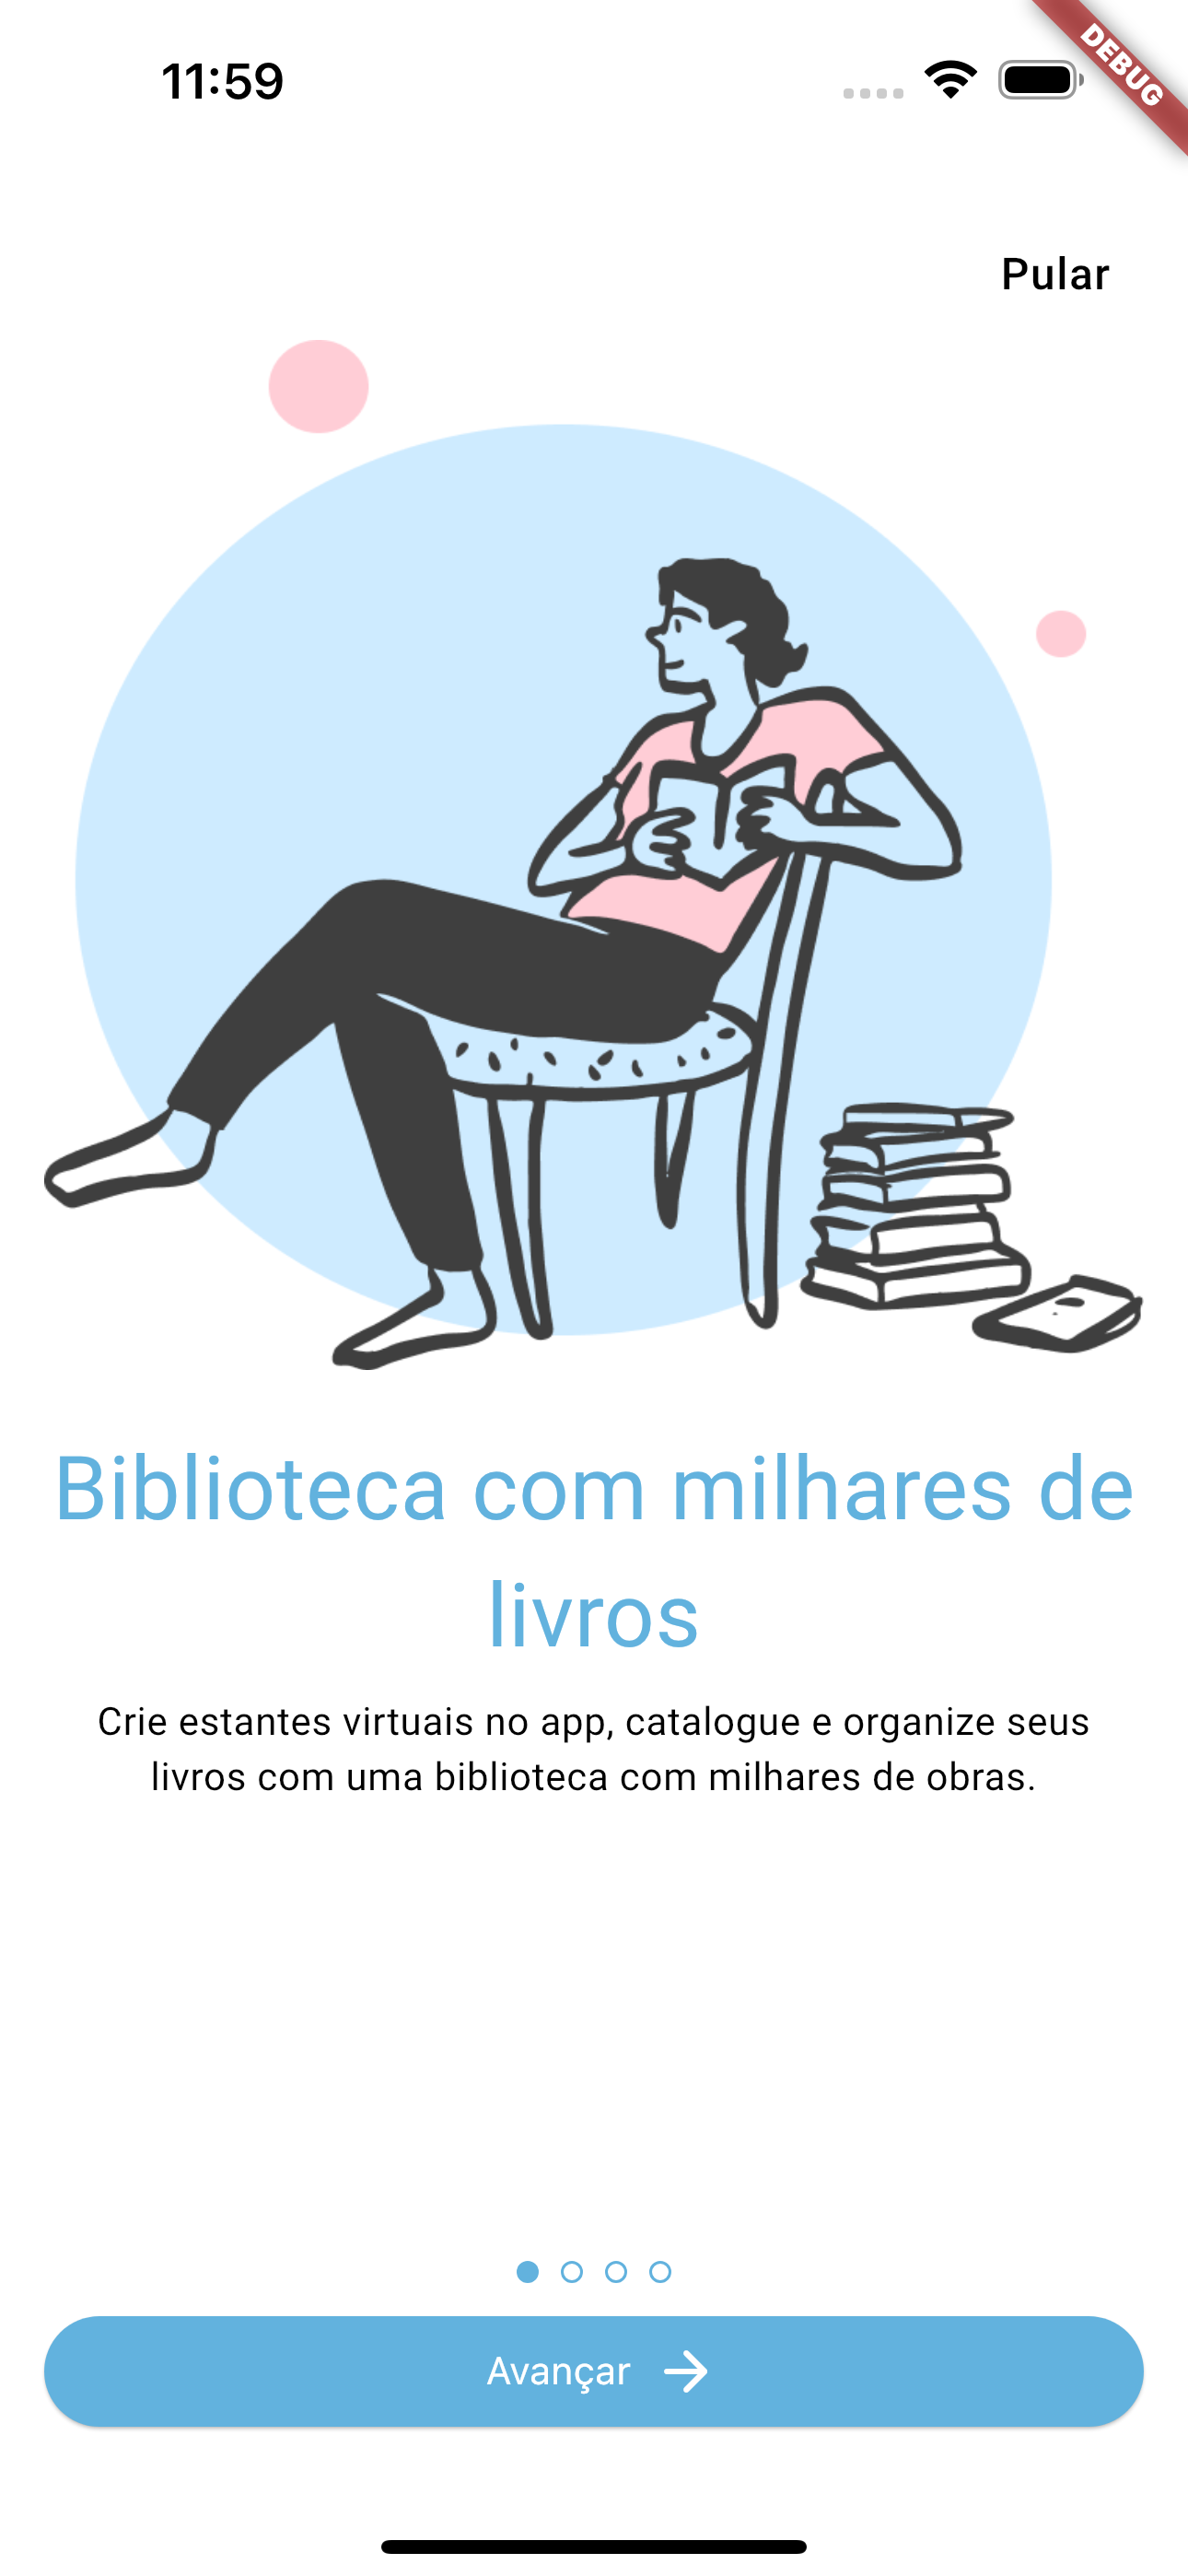 11:59
DEBUG
Pular
Biblioteca com milhares de
livros
Crie estantes virtuais no app, catalogue e organize seus
livros com uma biblioteca com milhares de obras.
Avançar